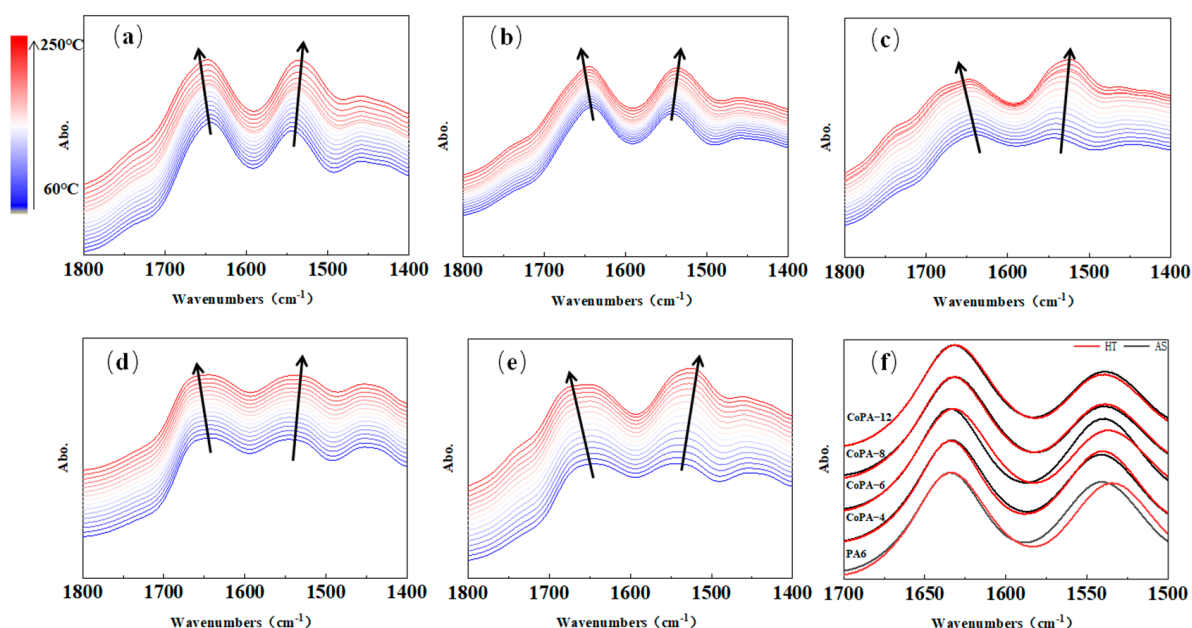 250℃
60℃
(a)
Abo.
1800 1700 1600 1500 1400
Wavenumbers（cm-1）
(b)
Abo.
1800 1700 1600 1500 1400
Wavenumbers（cm-1）
(c)
Abo.
1800 1700 1600 1500 1400
Wavenumbers（cm-1）
(d)
Abo.
1800 1700 1600 1500 1400
Wavenumbers（cm-1）
(e)
Abo.
1800 1700 1600 1500 1400
Wavenumbers（cm-1）
HT AS
(f)
Abo.
CoPA-12
CoPA-8
CoPA-6
CoPA-4
PA6
1700 1650 1600 1550 1500
Wavenumbers（cm-1）